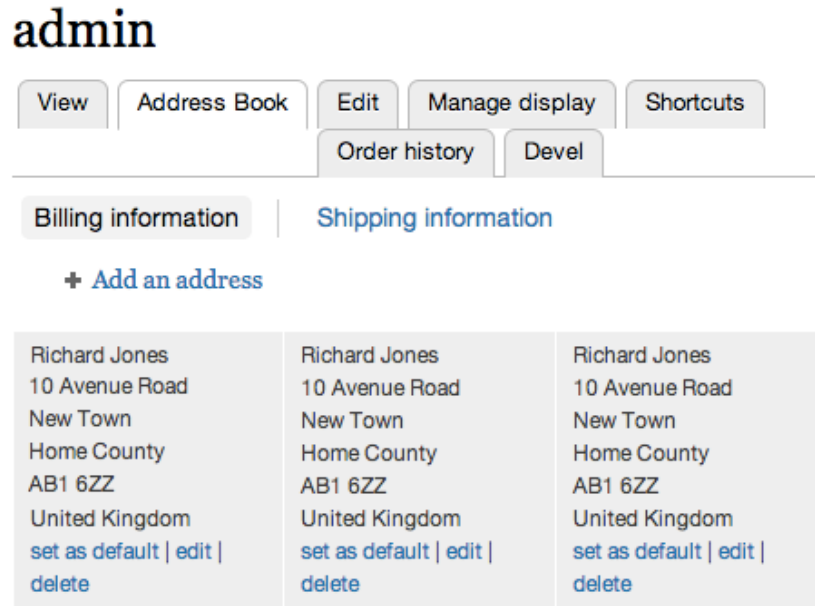 admin
View
Address Book
Edit
Manage display
Shortcuts
Order history
Devel
Billing information
Shipping information
+ Add an address
Richard Jones
10 Avenue Road
New Town
Home County
AB1 6ZZ
United Kingdom
set as default | edit |
delete
Richard Jones
10 Avenue Road
New Town
Home County
AB1 6ZZ
United Kingdom
set as default | edit |
delete
Richard Jones
10 Avenue Road
New Town
Home County
AB1 6ZZ
United Kingdom
set as default | edit |
delete